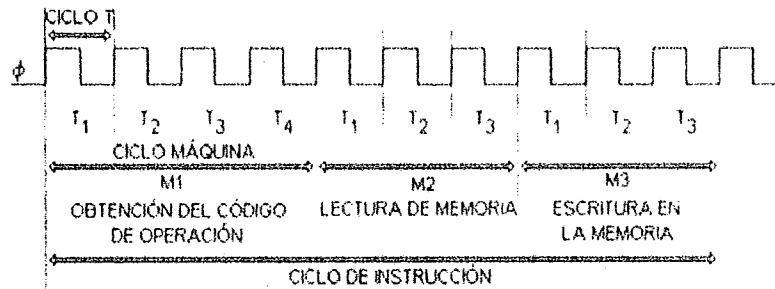 CICLO T
ϕ
T1 T2 T3 T4 T1 T2 T3 T1 T2 T3
CICLO MÁQUINA
M1 M2 M3
OBTENCIÓN DEL CÓDIGO LECTURA DE MEMORIA ESCRITURA EN
DE OPERACIÓN LA MEMORIA
CICLO DE INSTRUCCIÓN